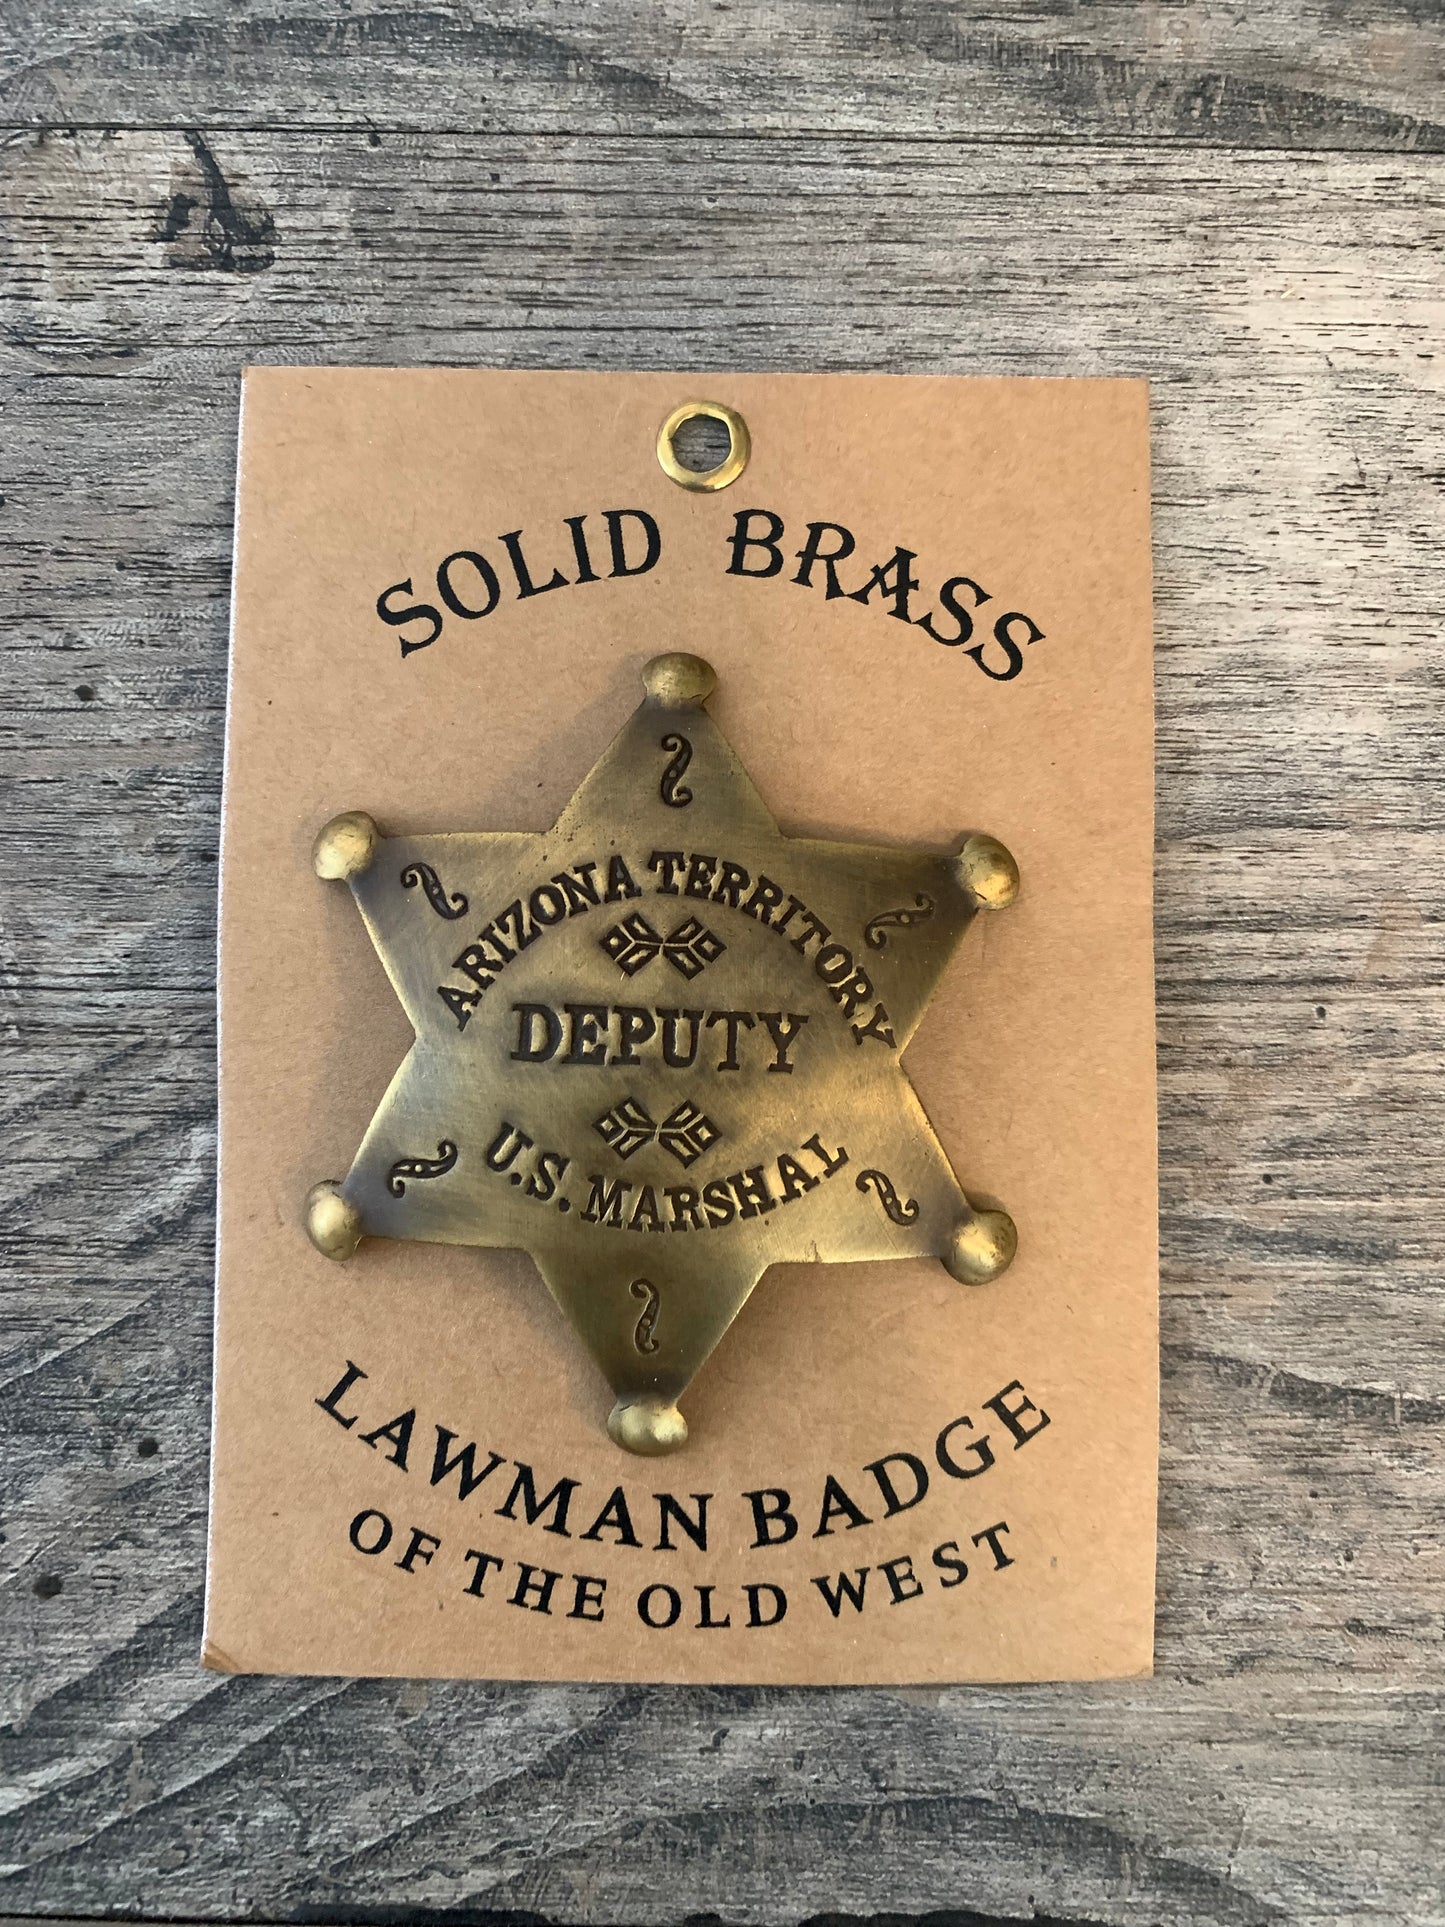 SOLID BRASS
ARIZONA TERRITORY
DEPUTY
U.S. MARSHAL
LAWMAN BADGE
OF THE OLD WEST